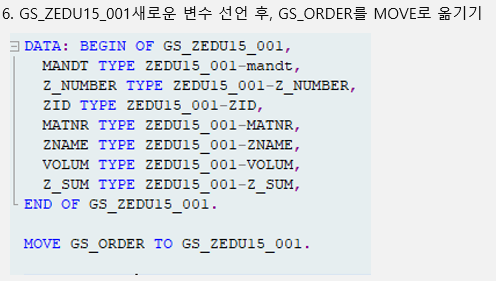 6. GS_ZEDU15_001새로운 변수 선언 후, GS_ORDER를 MOVE로 옮기기
DATA: BEGIN OF GS_ZEDU15_001,
MANDT TYPE ZEDU15_001-mandt,
Z_NUMBER TYPE ZEDU15_001-Z_NUMBER,
ZID TYPE ZEDU15_001-ZID,
MATNR TYPE ZEDU15_001-MATNR,
ZNAME TYPE ZEDU15_001-ZNAME,
VOLUM TYPE ZEDU15_001-VOLUM,
Z_SUM TYPE ZEDU15_001-Z_SUM,
END OF GS_ZEDU15_001.
MOVE GS_ORDER TO GS_ZEDU15_001.